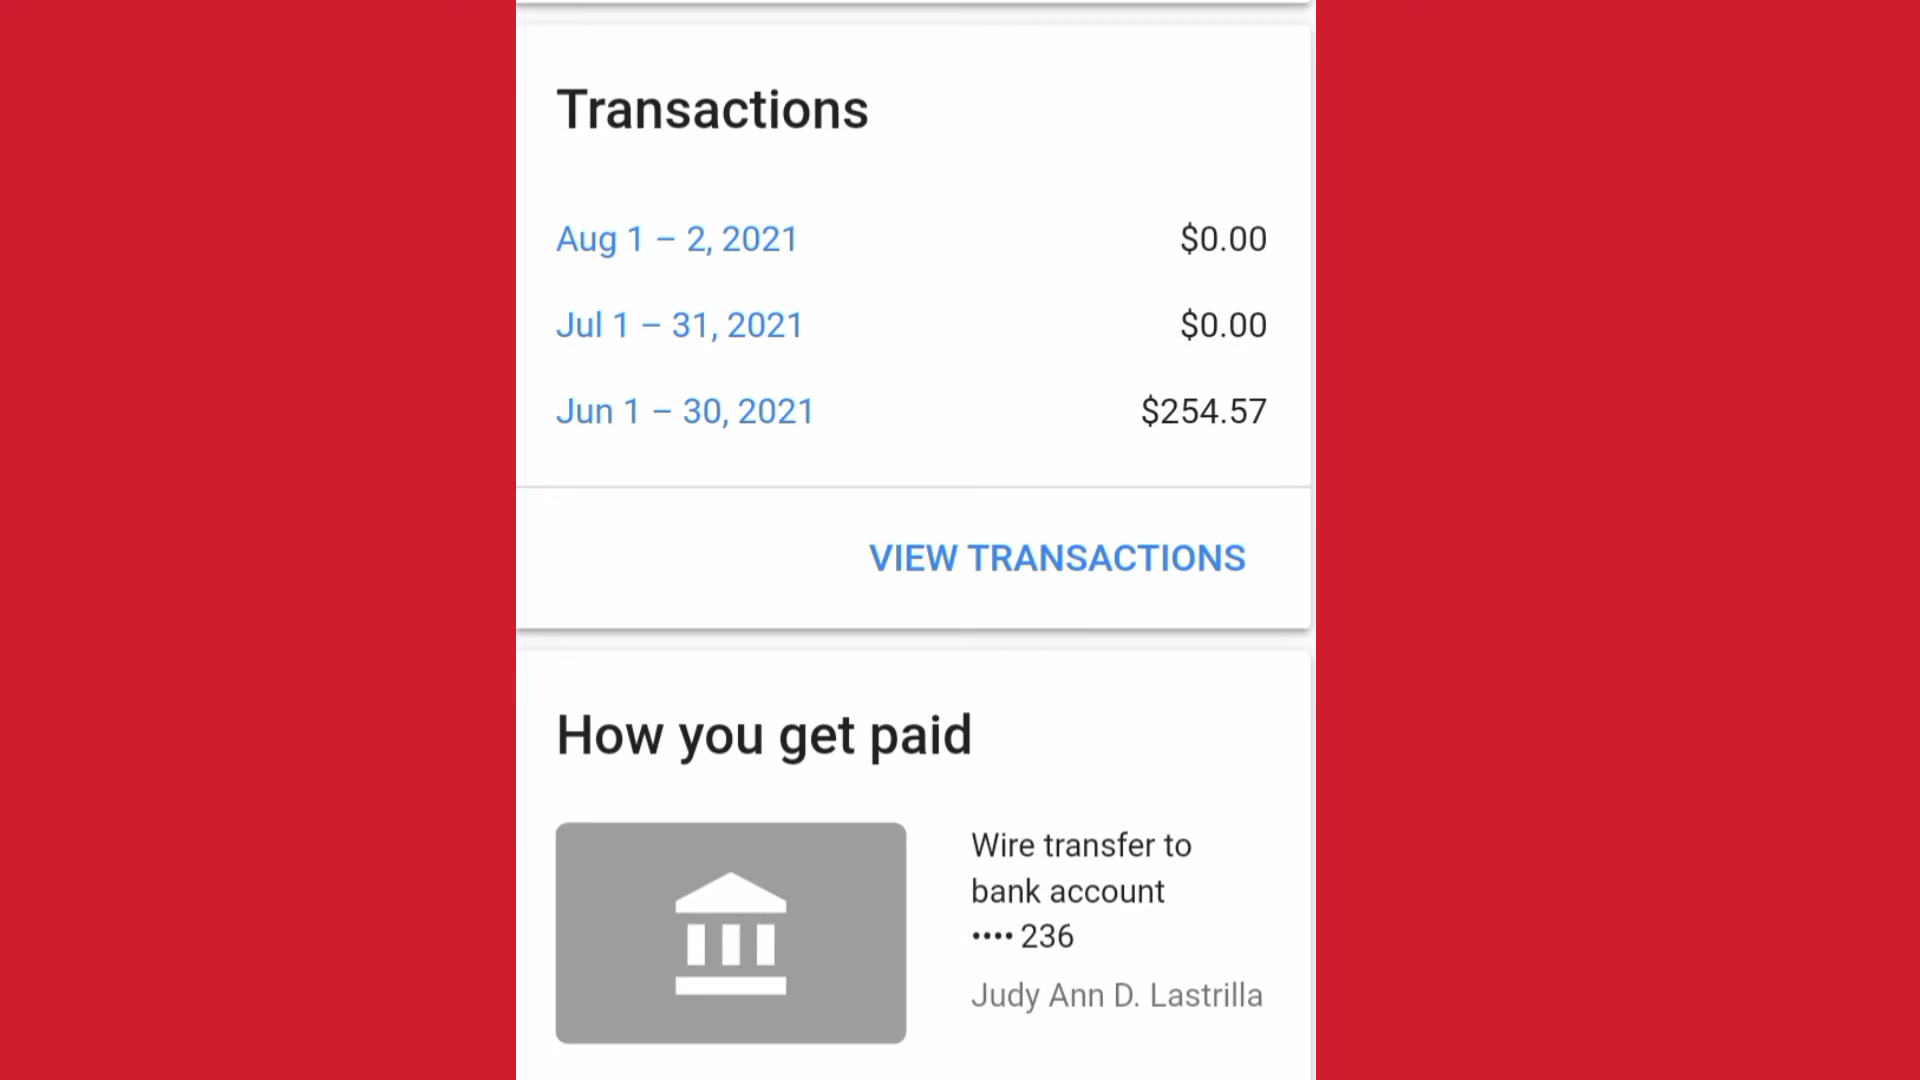 Transactions
Aug 1 – 2, 2021 $0.00
Jul 1 – 31, 2021 $0.00
Jun 1 – 30, 2021 $254.57
VIEW TRANSACTIONS
How you get paid
Wire transfer to
bank account
•••• 236
Judy Ann D. Lastrilla